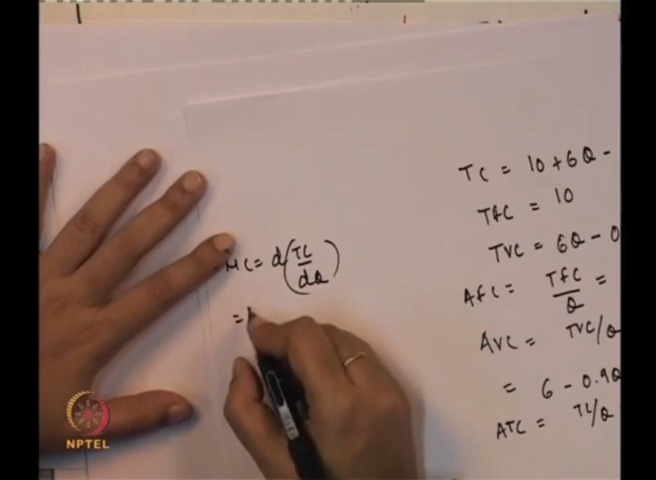 MC = d(TC/dQ)
=
TC = 10 + 6Q -
TFC = 10
TVC = 6Q - 0
AFC = TFC/Q =
AVC = TVC/Q
= 6 - 0.9Q
ATC = TC/Q
NPTEL